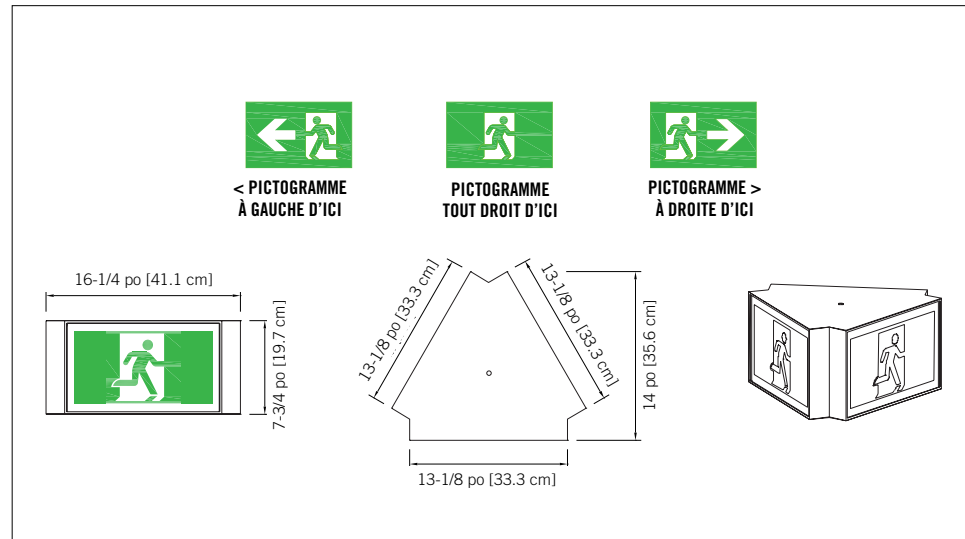 < PICTOGRAMME
À GAUCHE D'ICI
PICTOGRAMME
TOUT DROIT D'ICI
PICTOGRAMME >
À DROITE D'ICI
16-1/4 po [41.1 cm]
7-3/4 po [19.7 cm]
13-1/8 po [33.3 cm]
13-1/8 po [33.3 cm]
14 po [35.6 cm]
13-1/8 po [33.3 cm]